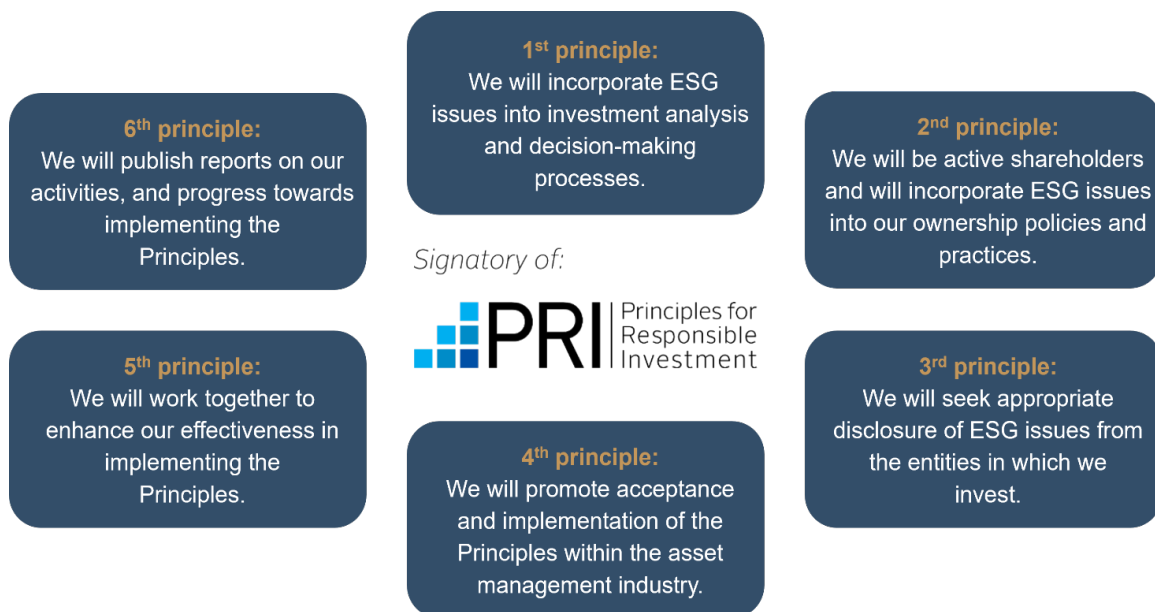 1st principle:
We will incorporate ESG
issues into investment analysis
and decision-making
processes.
2nd principle:
We will be active shareholders
and will incorporate ESG issues
into our ownership policies and
practices.
3rd principle:
We will seek appropriate
disclosure of ESG issues from
the entities in which we
invest.
4th principle:
We will promote acceptance
and implementation of the
Principles within the asset
management industry.
5th principle:
We will work together to
enhance our effectiveness in
implementing the
Principles.
6th principle:
We will publish reports on our
activities, and progress towards
implementing the
Principles.
Signatory of:
PRI
Principles for
Responsible
Investment